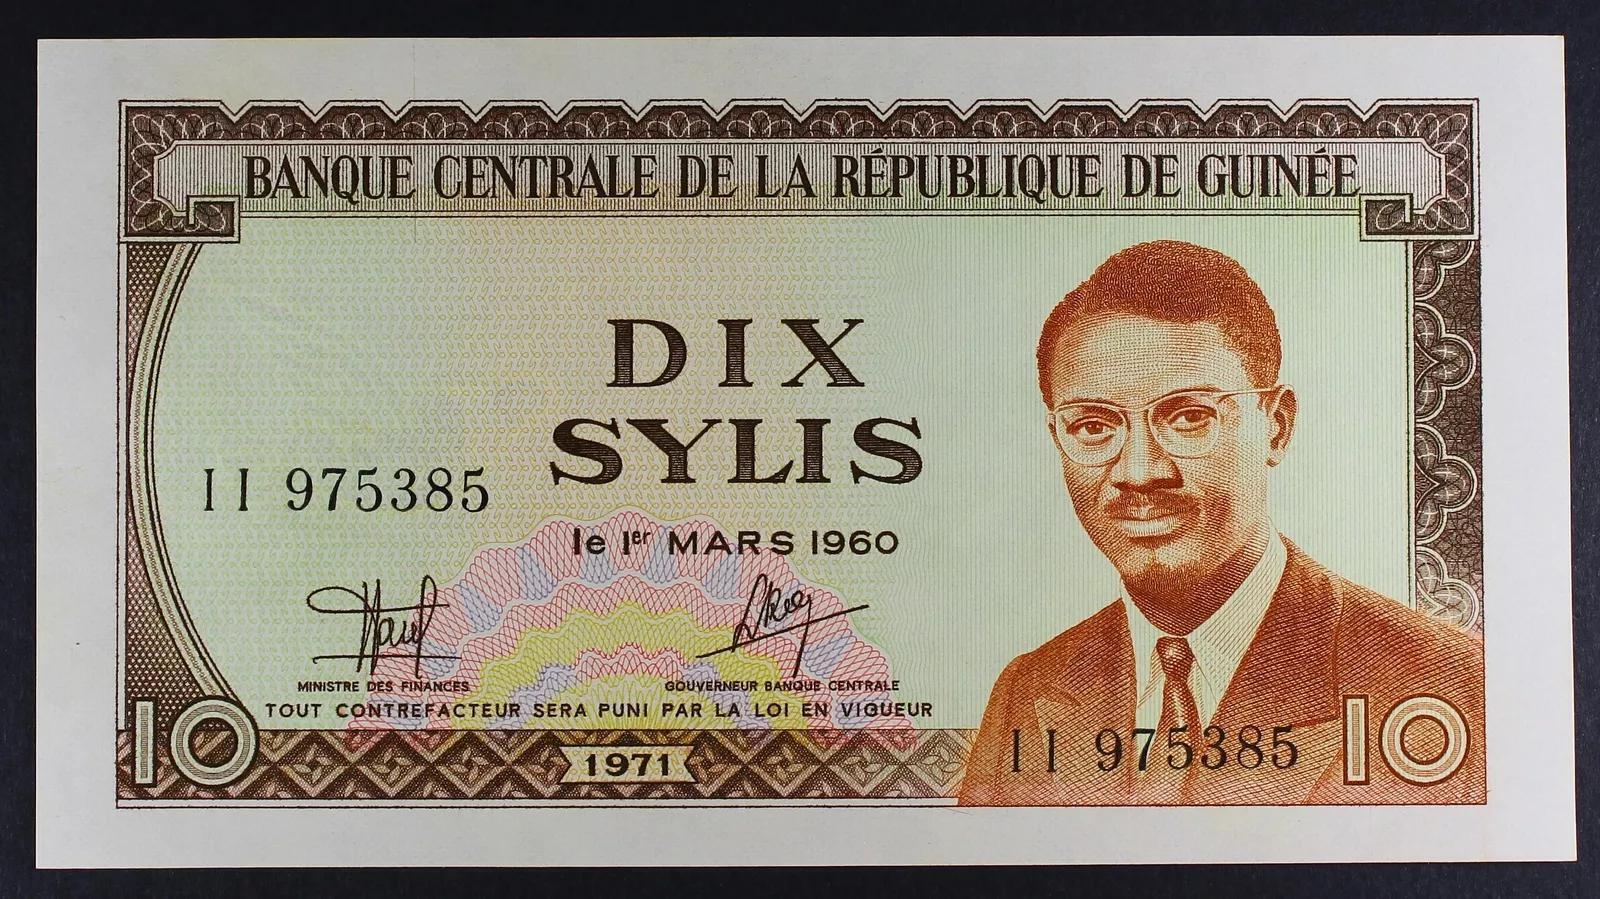 BANQUE CENTRALE DE LA RÉPUBLIQUE DE GUINÉE
DIX
SYLIS
II 975385
le 1er MARS 1960
MINISTRE DES FINANCES
GOUVERNEUR BANQUE CENTRALE
TOUT CONTREFACTEUR SERA PUNI PAR LA LOI EN VIGUEUR
10
1971
II 975385
10